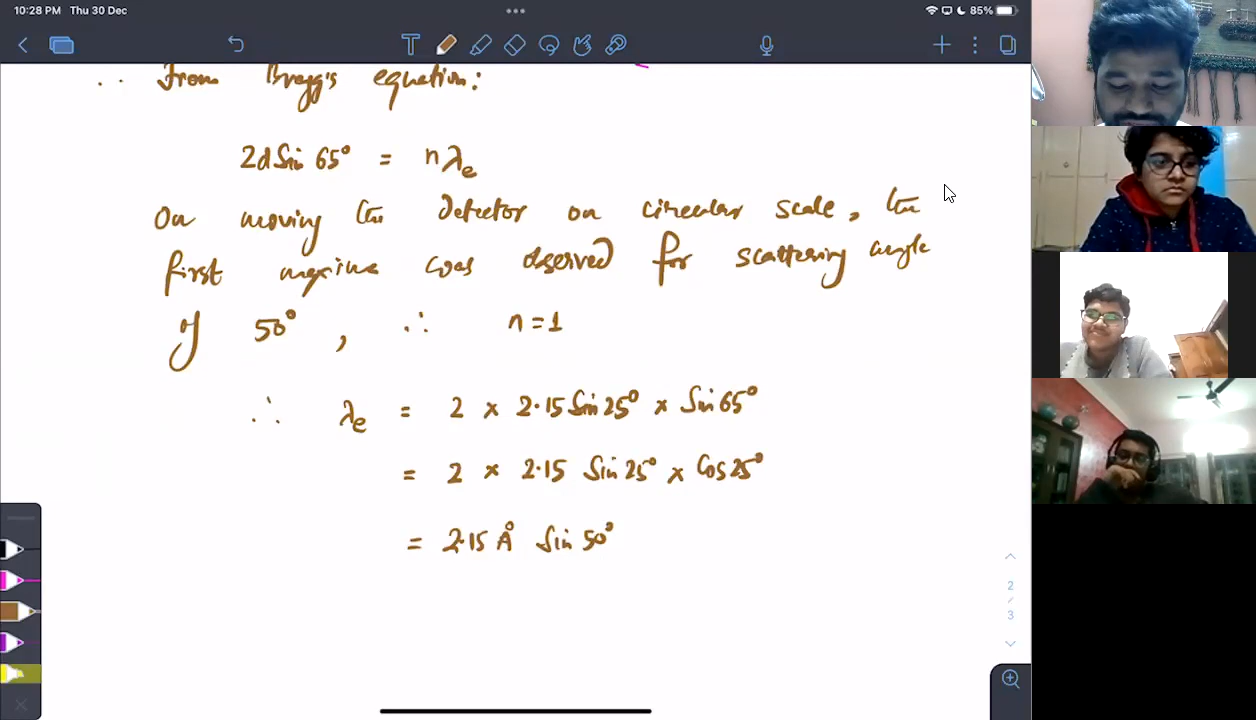 10:28 PM Thu 30 Dec
85%
∴ From Bragg's equation:
2d Sin 65° = nλe
On moving the detector on circular scale, the
first maxima was observed for scattering angle
of 50°, ∴ n=1
∴ λe = 2 × 2.15 Sin 25° × Sin 65°
= 2 × 2.15 Sin 25° × Cos 25°
= 2.15 Å Sin 50°
2
/
3